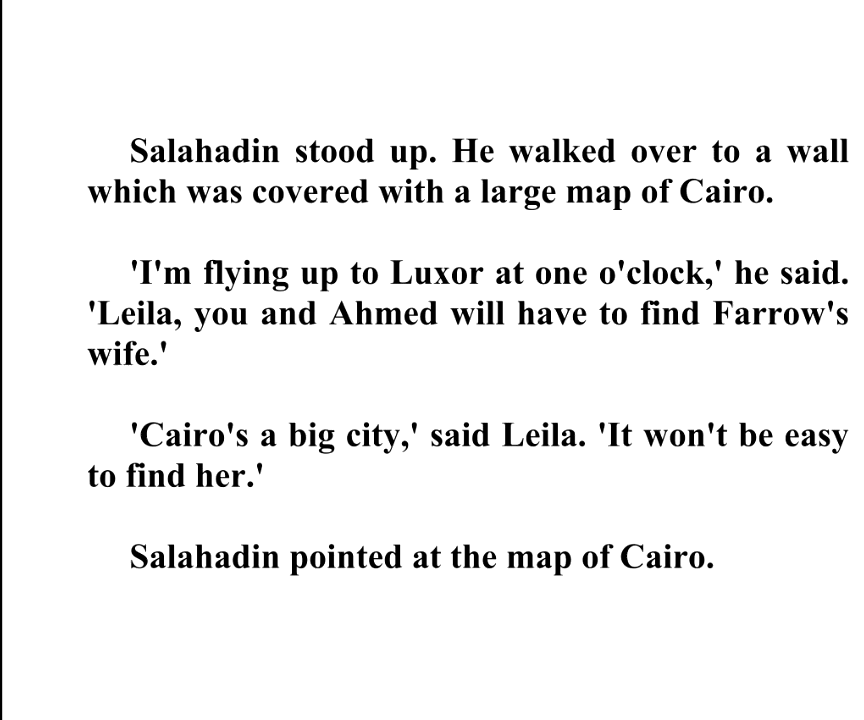 Salahadin stood up. He walked over to a wall
which was covered with a large map of Cairo.
'I'm flying up to Luxor at one o'clock,' he said.
'Leila, you and Ahmed will have to find Farrow's
wife.'
'Cairo's a big city,' said Leila. 'It won't be easy
to find her.'
Salahadin pointed at the map of Cairo.